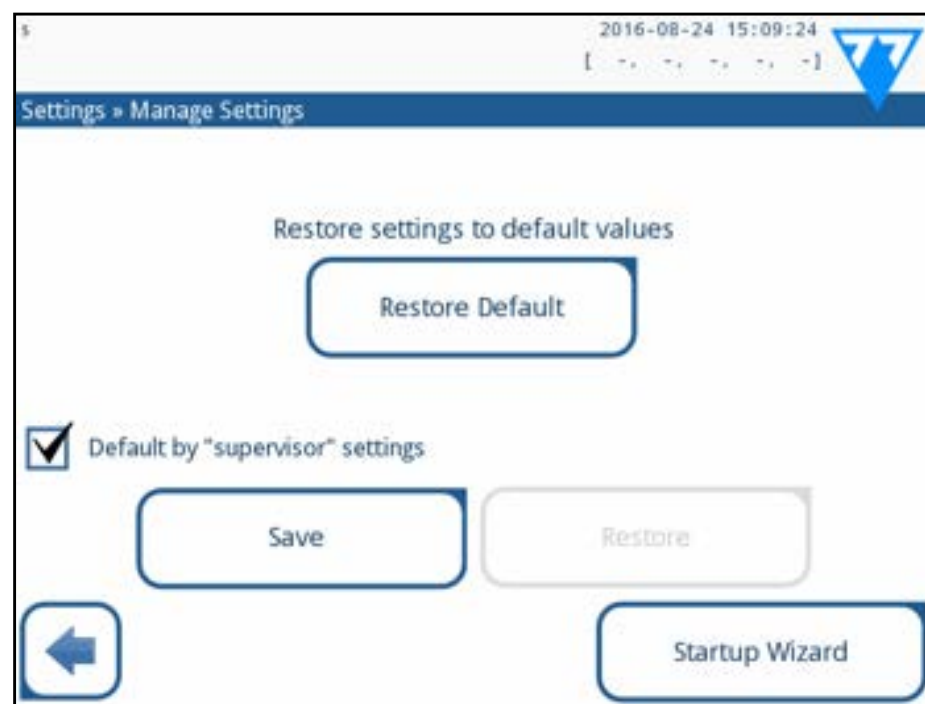 s
2016-08-24 15:09:24
[ -. -. -. -. -]
Settings » Manage Settings
Restore settings to default values
Restore Default
Default by "supervisor" settings
Save
Restore
Startup Wizard